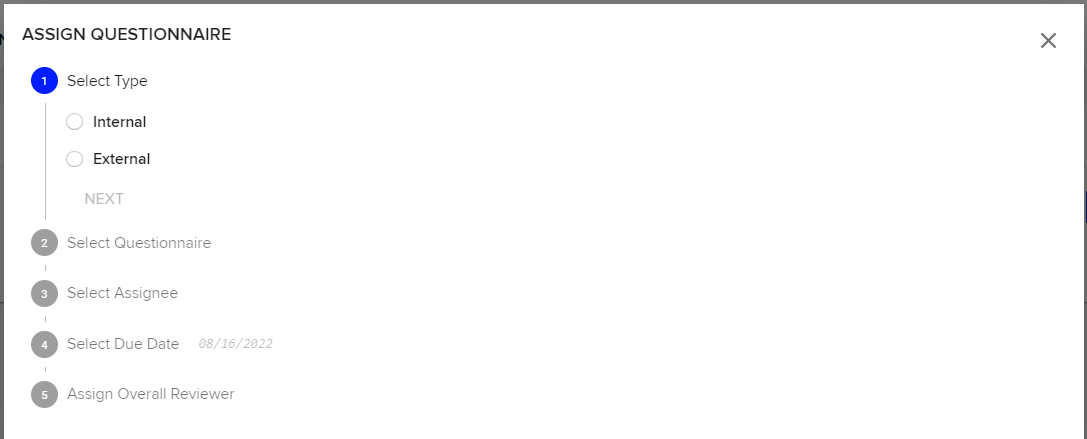 ASSIGN QUESTIONNAIRE
1 Select Type
Internal
External
NEXT
2 Select Questionnaire
3 Select Assignee
4 Select Due Date 08/16/2022
5 Assign Overall Reviewer